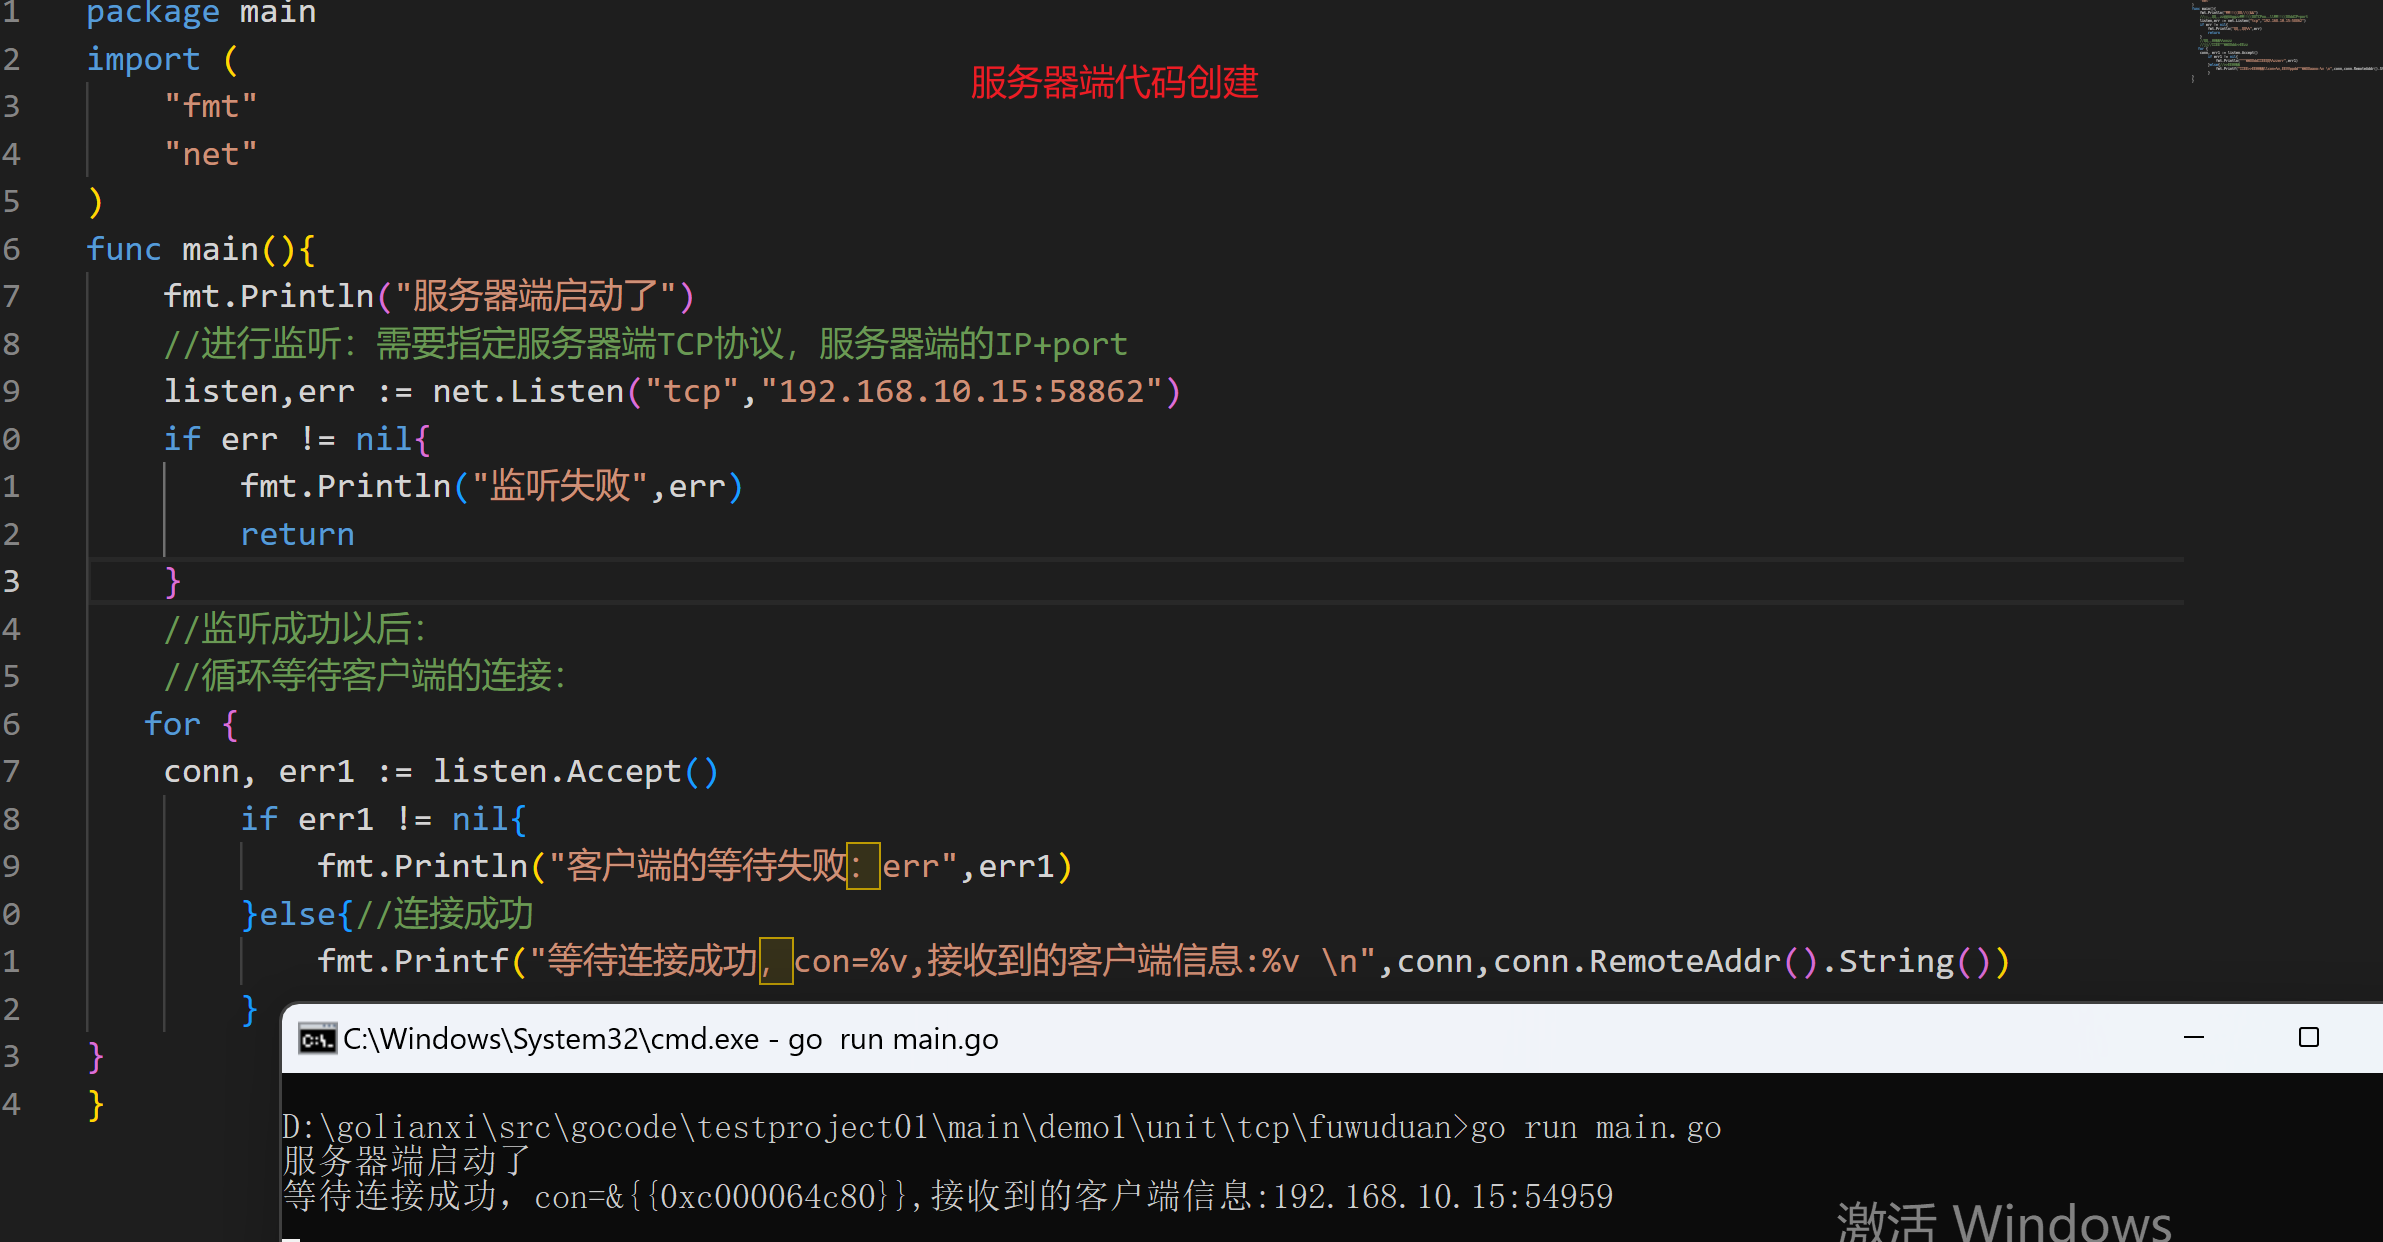 服务器端代码创建
1 package main
2 import (
3 "fmt"
4 "net"
5 )
6 func main(){
7 fmt.Println("服务器端启动了")
8 //进行监听：需要指定服务器端TCP协议，服务器端的IP+port
9 listen,err := net.Listen("tcp","192.168.10.15:58862")
0 if err != nil{
1 fmt.Println("监听失败",err)
2 return
3 }
4 //监听成功以后：
5 //循环等待客户端的连接：
6 for {
7 conn, err1 := listen.Accept()
8 if err1 != nil{
9 fmt.Println("客户端的等待失败：err",err1)
0 }else{//连接成功
1 fmt.Printf("等待连接成功，con=%v,接收到的客户端信息:%v \n",conn,conn.RemoteAddr().String())
2 }
3 }
4 }
C:\Windows\System32\cmd.exe - go  run main.go
D:\golianxi\src\gocode\testproject01\main\demo1\unit\tcp\fuwuduan>go run main.go
服务器端启动了
等待连接成功，con=&{{0xc000064c80}},接收到的客户端信息:192.168.10.15:54959
激活 Windows